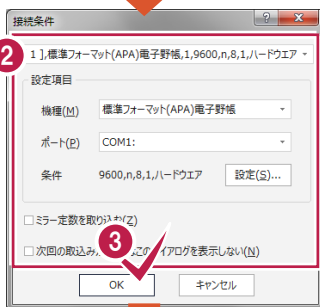 接続条件
2
1 ],標準フォーマット(APA)電子野帳,1,9600,n,8,1,ハードウエア
設定項目
機種(M) 標準フォーマット(APA)電子野帳
ポート(P) COM1:
条件 9600,n,8,1,ハードウエア 設定(S)...
ミラー定数を取り込む(Z)
3
次回の取込み このダイアログを表示しない(N)
OK キャンセル